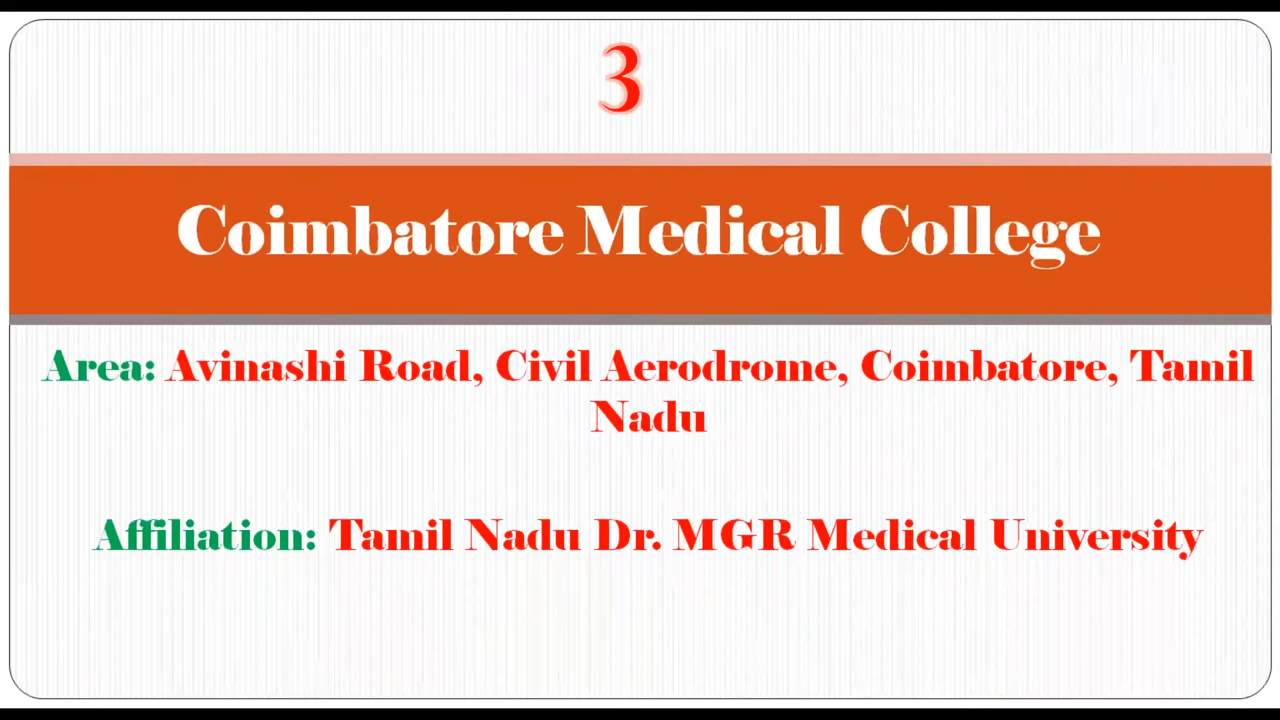 3
Coimbatore Medical College
Area: Avinashi Road, Civil Aerodrome, Coimbatore, Tamil
Nadu
Affiliation: Tamil Nadu Dr. MGR Medical University